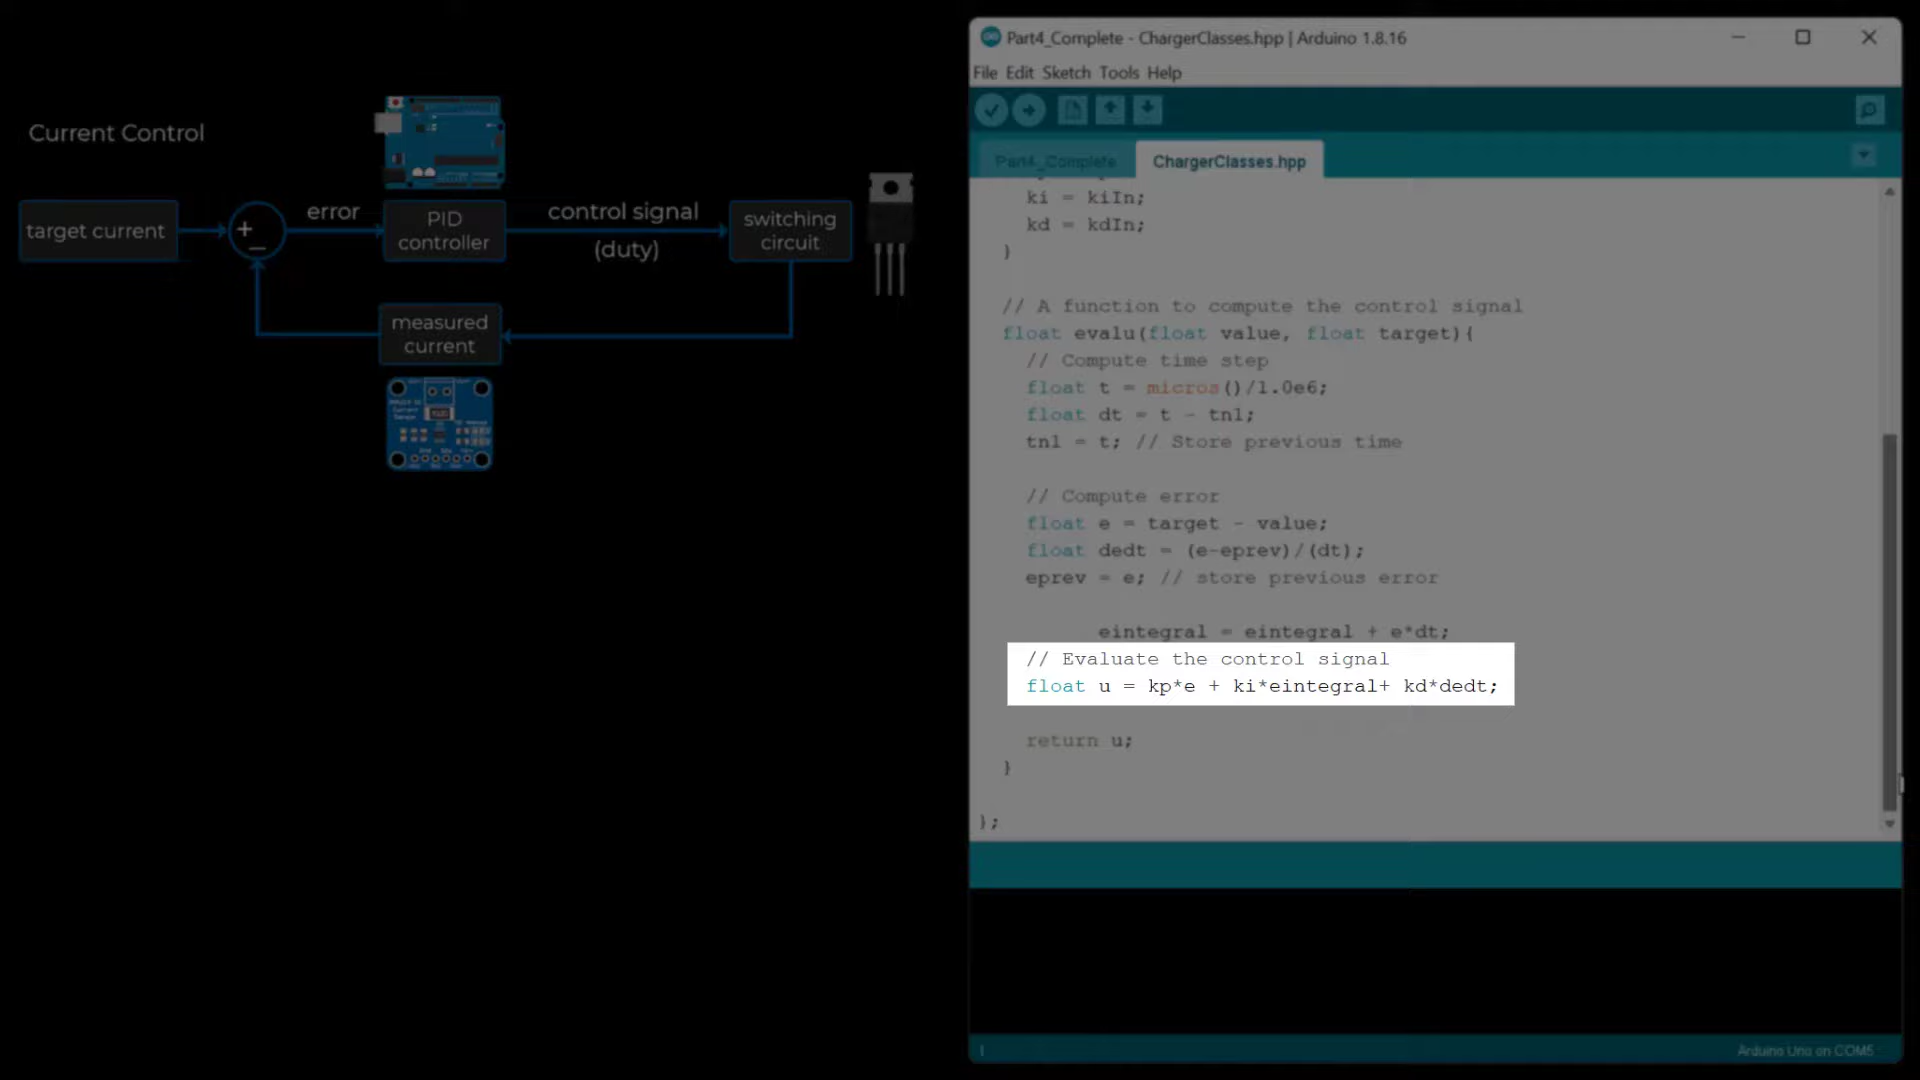 Current Control
target current
+
−
error
PID
controller
control signal
(duty)
switching
circuit
measured
current
Part4_Complete - ChargerClasses.hpp | Arduino 1.8.16
File Edit Sketch Tools Help
Part4_Complete
ChargerClasses.hpp
ki = kiIn;
kd = kdIn;
}
// A function to compute the control signal
float evalu(float value, float target){
// Compute time step
float t = micros()/1.0e6;
float dt = t - tn1;
tn1 = t; // Store previous time
// Compute error
float e = target - value;
float dedt = (e-eprev)/(dt);
eprev = e; // store previous error
eintegral = eintegral + e*dt;
// Evaluate the control signal
float u = kp*e + ki*eintegral+ kd*dedt;
return u;
}
};
1
Arduino Uno on COM5